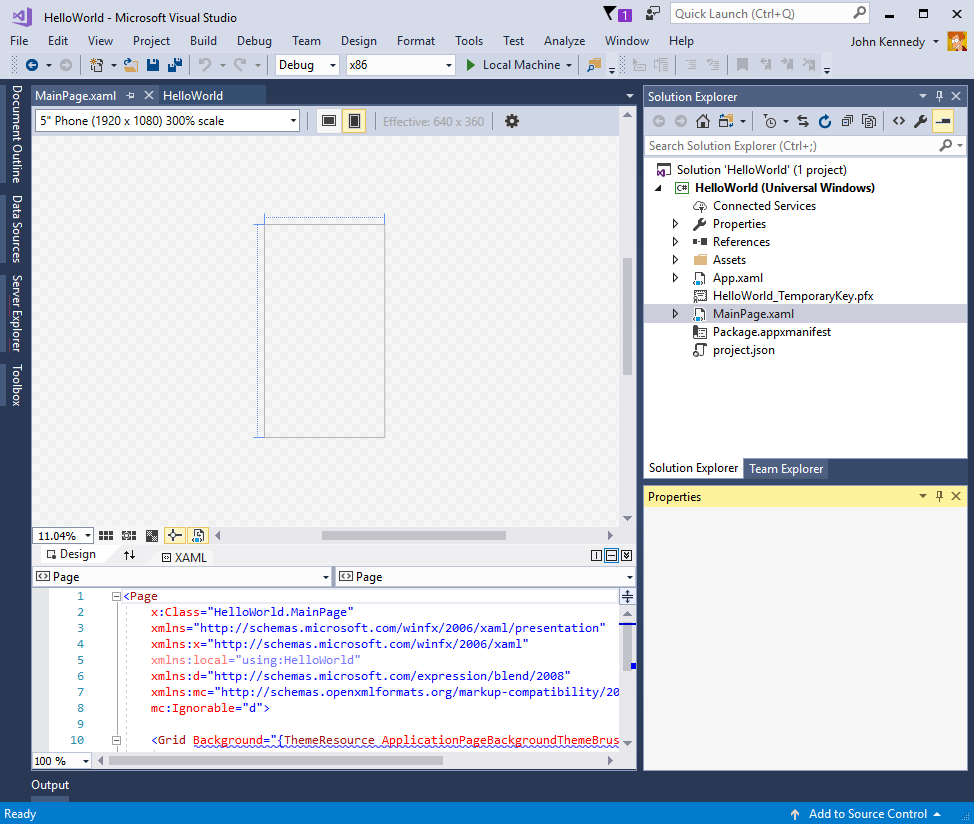 HelloWorld - Microsoft Visual Studio
1
Quick Launch (Ctrl+Q)
File Edit View Project Build Debug Team Design Format Tools Test Analyze Window Help
John Kennedy
Debug x86 Local Machine
Document Outline
Data Sources
Server Explorer
Toolbox
MainPage.xaml HelloWorld
5" Phone (1920 x 1080) 300% scale Effective: 640 x 360
11.04%
Design XAML
Page Page
1 <Page
2 x:Class="HelloWorld.MainPage"
3 xmlns="http://schemas.microsoft.com/winfx/2006/xaml/presentation"
4 xmlns:x="http://schemas.microsoft.com/winfx/2006/xaml"
5 xmlns:local="using:HelloWorld"
6 xmlns:d="http://schemas.microsoft.com/expression/blend/2008"
7 xmlns:mc="http://schemas.openxmlformats.org/markup-compatibility/20
8 mc:Ignorable="d">
9
10 <Grid Background="{ThemeResource ApplicationPageBackgroundThemeBrus
100 %
Solution Explorer
Search Solution Explorer (Ctrl+;)
Solution 'HelloWorld' (1 project)
C# HelloWorld (Universal Windows)
Connected Services
Properties
References
Assets
App.xaml
HelloWorld_TemporaryKey.pfx
MainPage.xaml
Package.appxmanifest
project.json
Solution Explorer Team Explorer
Properties
Output
Ready
Add to Source Control